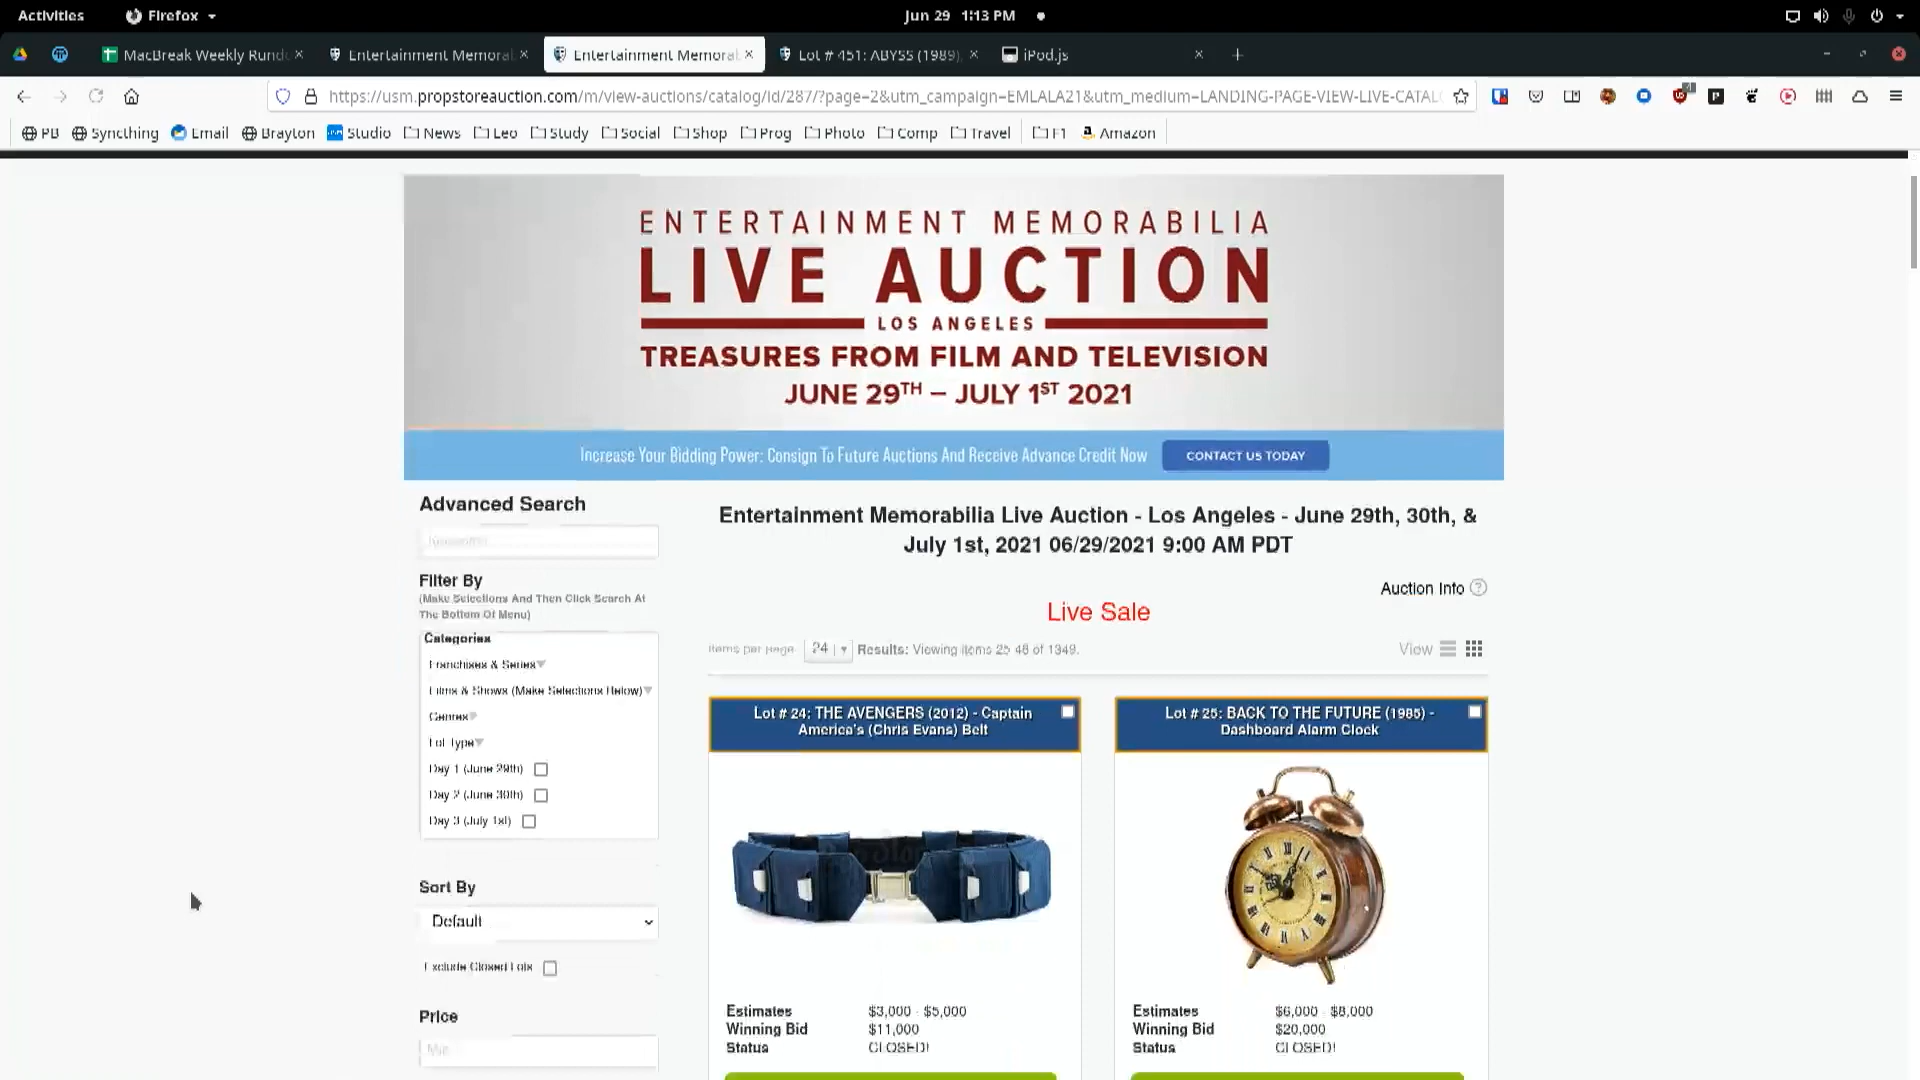 Activities Firefox Jun 29 1:13 PM
MacBreak Weekly Rund Entertainment Memoral Entertainment Memoral Lot # 451: ABYSS (1989), iPod.js
https://usm.propstoreauction.com/m/view-auctions/catalog/id/287/?page=2&utm_campaign=EMLALA21&utm_medium=LANDING-PAGE-VIEW-LIVE-CATAL
PB Syncthing Email Brayton Studio News Leo Study Social Shop Prog Photo Comp Travel F1 Amazon
ENTERTAINMENT MEMORABILIA
LIVE AUCTION
LOS ANGELES
TREASURES FROM FILM AND TELEVISION
JUNE 29TH – JULY 1ST 2021
Increase Your Bidding Power: Consign To Future Auctions And Receive Advance Credit Now CONTACT US TODAY
Advanced Search
Entertainment Memorabilia Live Auction - Los Angeles - June 29th, 30th, &
July 1st, 2021 06/29/2021 9:00 AM PDT
Filter By
(Make Selections And Then Click Search At
The Bottom Of Menu)
Auction Info ?
Live Sale
Categories
Franchises & Series
Films & Shows (Make Selections Below)
Genres
Lot Type
Day 1 (June 29th)
Day 2 (June 30th)
Day 3 (July 1st)
Items per page 24 Results: Viewing items 25-48 of 1349. View
Lot # 24: THE AVENGERS (2012) - Captain
America's (Chris Evans) Belt
Lot # 25: BACK TO THE FUTURE (1985) -
Dashboard Alarm Clock
Sort By
Default
Exclude Closed Lots
Price
Estimates $3,000 - $5,000
Winning Bid $11,000
Status CLOSED!
Estimates $6,000 - $8,000
Winning Bid $20,000
Status CLOSED!